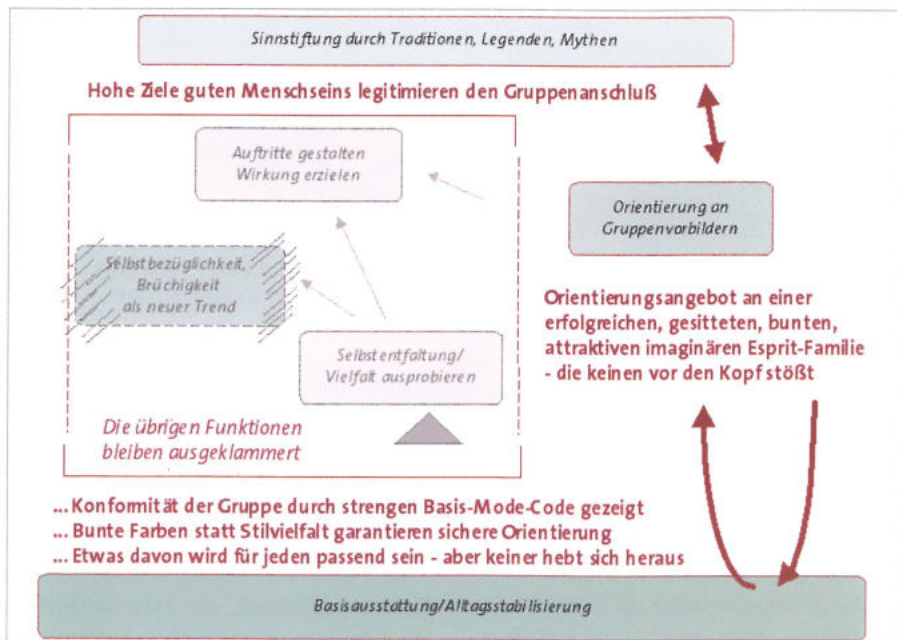 Sinnstiftung durch Traditionen, Legenden, Mythen
Hohe Ziele guten Menschseins legitimieren den Gruppenanschluß
Auftritte gestalten
Wirkung erzielen
Selbstbezüglichkeit,
Brüchigkeit
als neuer Trend
Selbstentfaltung/
Vielfalt ausprobieren
Die übrigen Funktionen
bleiben ausgeklammert
Orientierung an
Gruppenvorbildern
Orientierungsangebot an einer
erfolgreichen, gesitteten, bunten,
attraktiven imaginären Esprit-Familie
- die keinen vor den Kopf stößt
... Konformität der Gruppe durch strengen Basis-Mode-Code gezeigt
... Bunte Farben statt Stilvielfalt garantieren sichere Orientierung
... Etwas davon wird für jeden passend sein - aber keiner hebt sich heraus
Basisausstattung/Alltagsstabilisierung